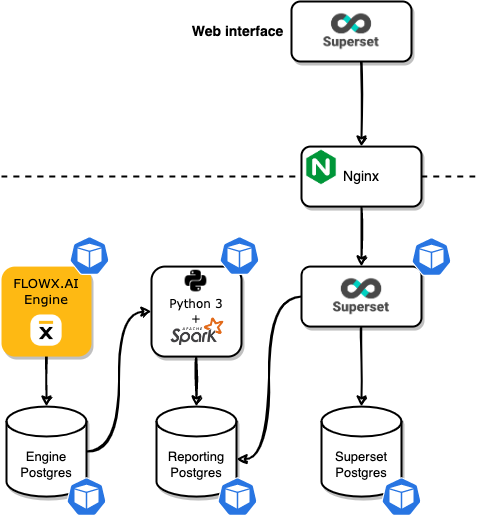 Web interface
Superset
Nginx
FLOWX.AI
Engine
Python 3
+
APACHE
Spark
Superset
Engine
Postgres
Reporting
Postgres
Superset
Postgres